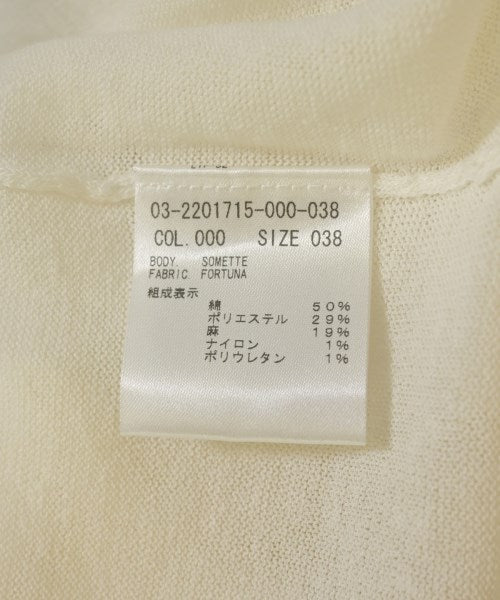 03-2201715-000-038
COL.000 SIZE 038
BODY. SOMETTE
FABRIC. FORTUNA
組成表示
綿 50%
ポリエステル 29%
麻 19%
ナイロン 1%
ポリウレタン 1%